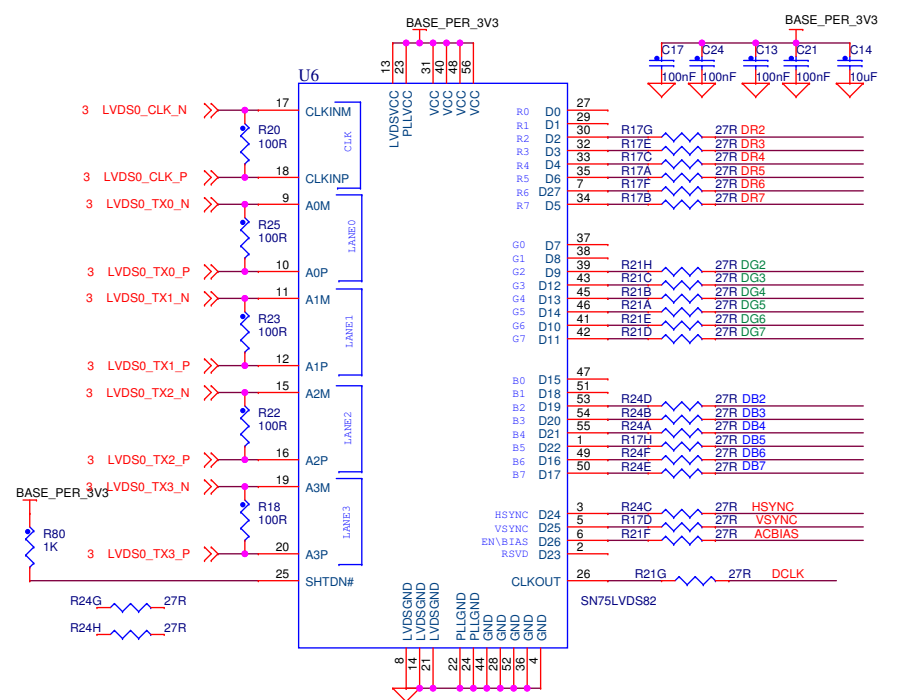 BASE_PER_3V3
BASE_PER_3V3
C17 C24 C13 C21 C14
100nF 100nF 100nF 100nF 10uF
U6
13 23 31 40 48 56
LVDSVCC PLLVCC VCC VCC VCC VCC
3 LVDS0_CLK_N 17 CLKINM
R20
100R
CLK
3 LVDS0_CLK_P 18 CLKINP
3 LVDS0_TX0_N 9 A0M
R25
100R
LANE0
3 LVDS0_TX0_P 10 A0P
3 LVDS0_TX1_N 11 A1M
R23
100R
LANE1
3 LVDS0_TX1_P 12 A1P
3 LVDS0_TX2_N 15 A2M
R22
100R
LANE2
3 LVDS0_TX2_P 16 A2P
3 LVDS0_TX3_N 19 A3M
BASE_PER_3V3
R18
100R
LANE3
R80
1K
3 LVDS0_TX3_P 20 A3P
25 SHTDN#
R24G 27R
R24H 27R
R0 D0 27
R1 D1 29
R2 D2 30 R17G 27R DR2
R3 D3 32 R17E 27R DR3
R4 D4 33 R17C 27R DR4
R5 D6 35 R17A 27R DR5
R6 D27 7 R17F 27R DR6
R7 D5 34 R17B 27R DR7
G0 D7 37
G1 D8 38
G2 D9 39 R21H 27R DG2
G3 D12 43 R21C 27R DG3
G4 D13 45 R21B 27R DG4
G5 D14 46 R21A 27R DG5
G6 D10 41 R21E 27R DG6
G7 D11 42 R21D 27R DG7
B0 D15 47
B1 D18 51
B2 D19 53 R24D 27R DB2
B3 D20 54 R24B 27R DB3
B4 D21 55 R24A 27R DB4
B5 D22 1 R17H 27R DB5
B6 D16 49 R24F 27R DB6
B7 D17 50 R24E 27R DB7
HSYNC D24 3 R24C 27R HSYNC
VSYNC D25 5 R17D 27R VSYNC
EN\BIAS D26 6 R21F 27R ACBIAS
RSVD D23 2
CLKOUT 26 R21G 27R DCLK
SN75LVDS82
LVDSGND LVDSGND LVDSGND PLLGND PLLGND GND GND GND GND GND
8 14 21 22 24 44 28 52 36 4